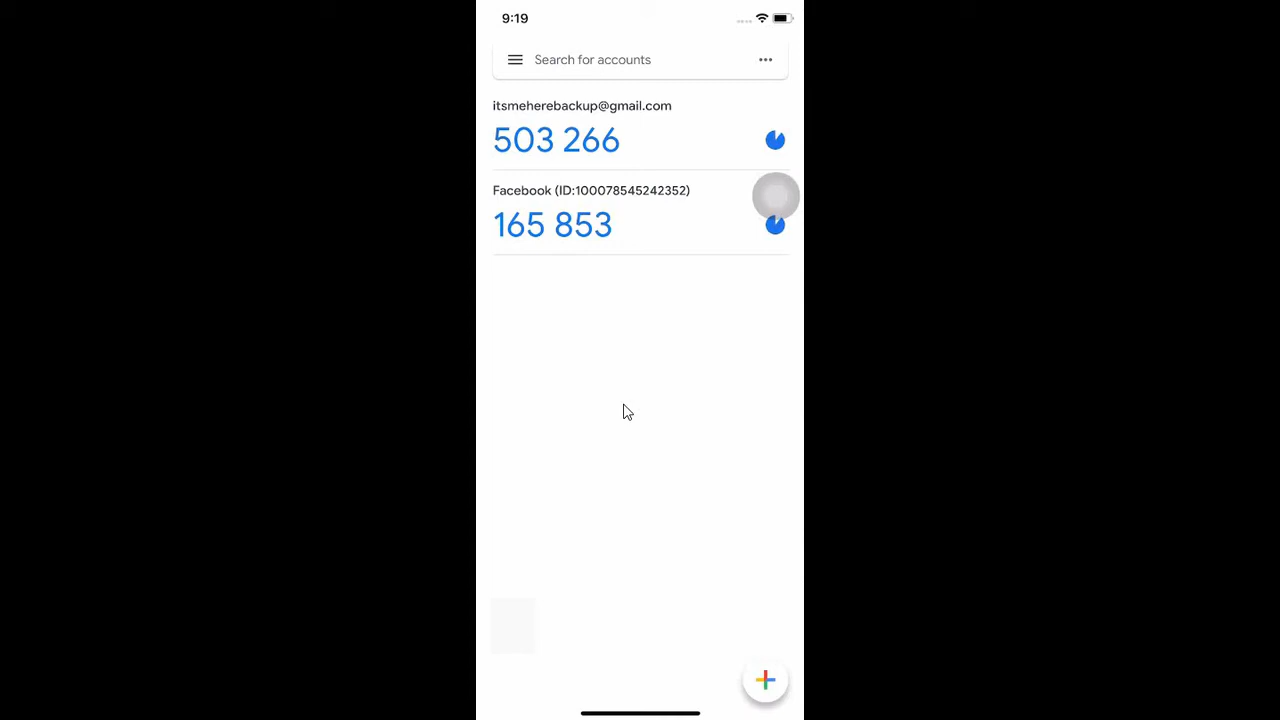 9:19
Search for accounts
itsmeherebackup@gmail.com
503 266
Facebook (ID:100078545242352)
165 853